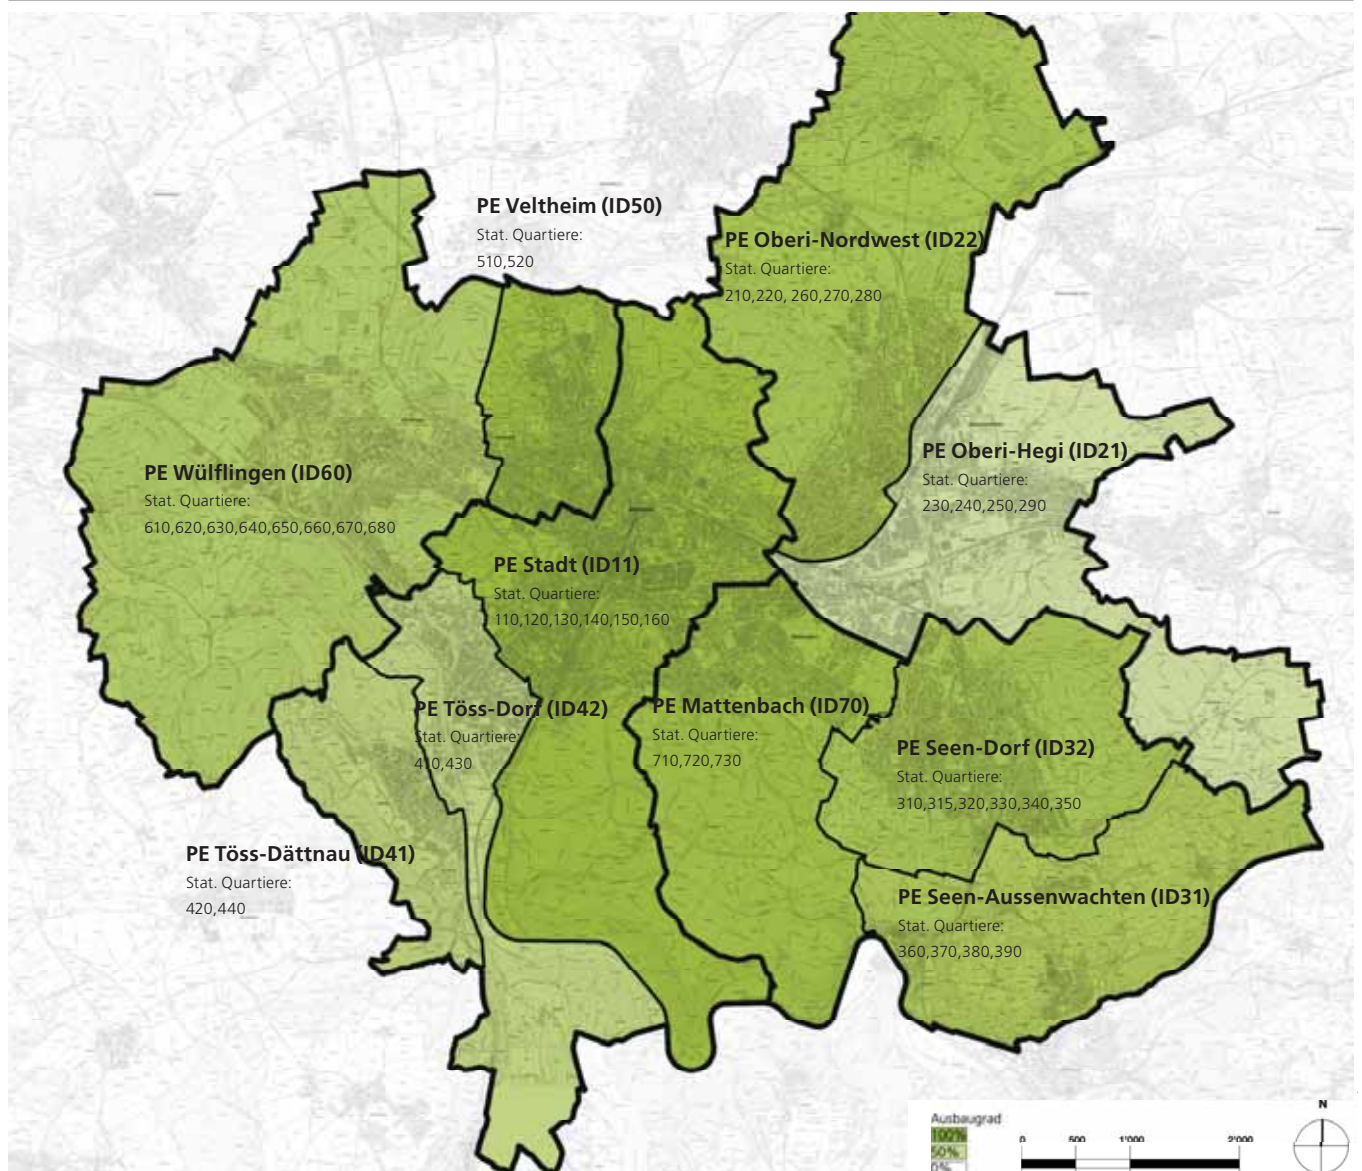 PE Veltheim (ID50)
Stat. Quartiere:
510,520
PE Oberi-Nordwest (ID22)
Stat. Quartiere:
210,220, 260,270,280
PE Oberi-Hegi (ID21)
Stat. Quartiere:
230,240,250,290
PE Wülflingen (ID60)
Stat. Quartiere:
610,620,630,640,650,660,670,680
PE Stadt (ID11)
Stat. Quartiere:
110,120,130,140,150,160
PE Töss-Dorf (ID42)
Stat. Quartiere:
410,430
PE Mattenbach (ID70)
Stat. Quartiere:
710,720,730
PE Seen-Dorf (ID32)
Stat. Quartiere:
310,315,320,330,340,350
PE Töss-Dättnau (ID41)
Stat. Quartiere:
420,440
PE Seen-Aussenwachten (ID31)
Stat. Quartiere:
360,370,380,390
Ausbaugrad
100%
50%
0%
0 500 1'000 2'000
N